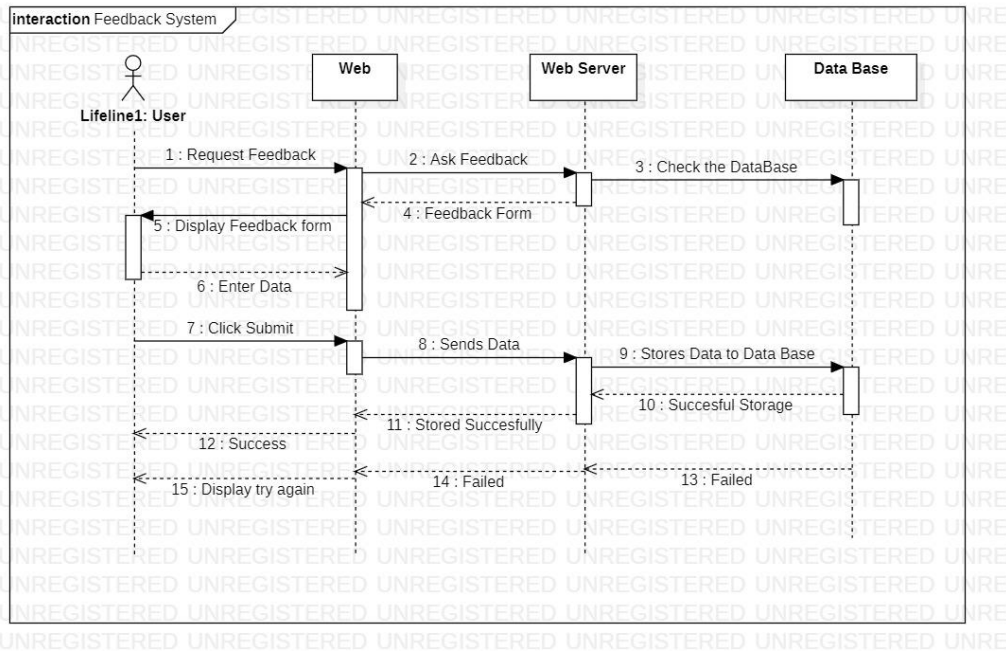 interaction Feedback System
Web
Web Server
Data Base
Lifeline1: User
1 : Request Feedback
2 : Ask Feedback
3 : Check the DataBase
4 : Feedback Form
5 : Display Feedback form
6 : Enter Data
7 : Click Submit
8 : Sends Data
9 : Stores Data to Data Base
10 : Succesful Storage
11 : Stored Succesfully
12 : Success
13 : Failed
14 : Failed
15 : Display try again
UNREGISTERED